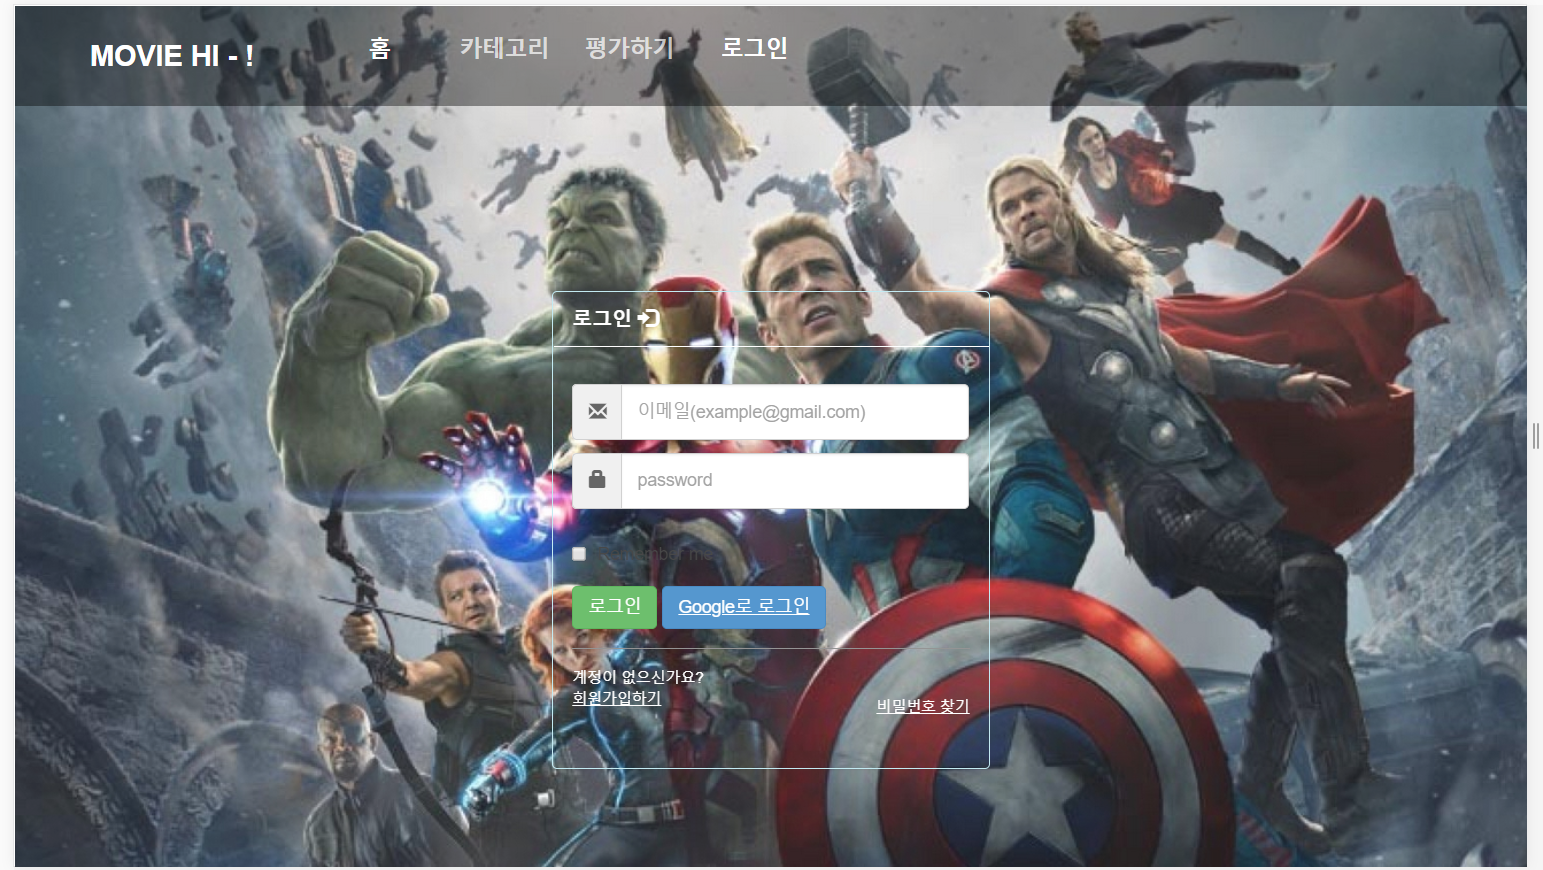 MOVIE HI - !
홈 카테고리 평가하기 로그인
로그인
이메일(example@gmail.com)
password
me
로그인 Google로 로그인
계정이 없으신가요?
회원가입하기
비밀번호 찾기